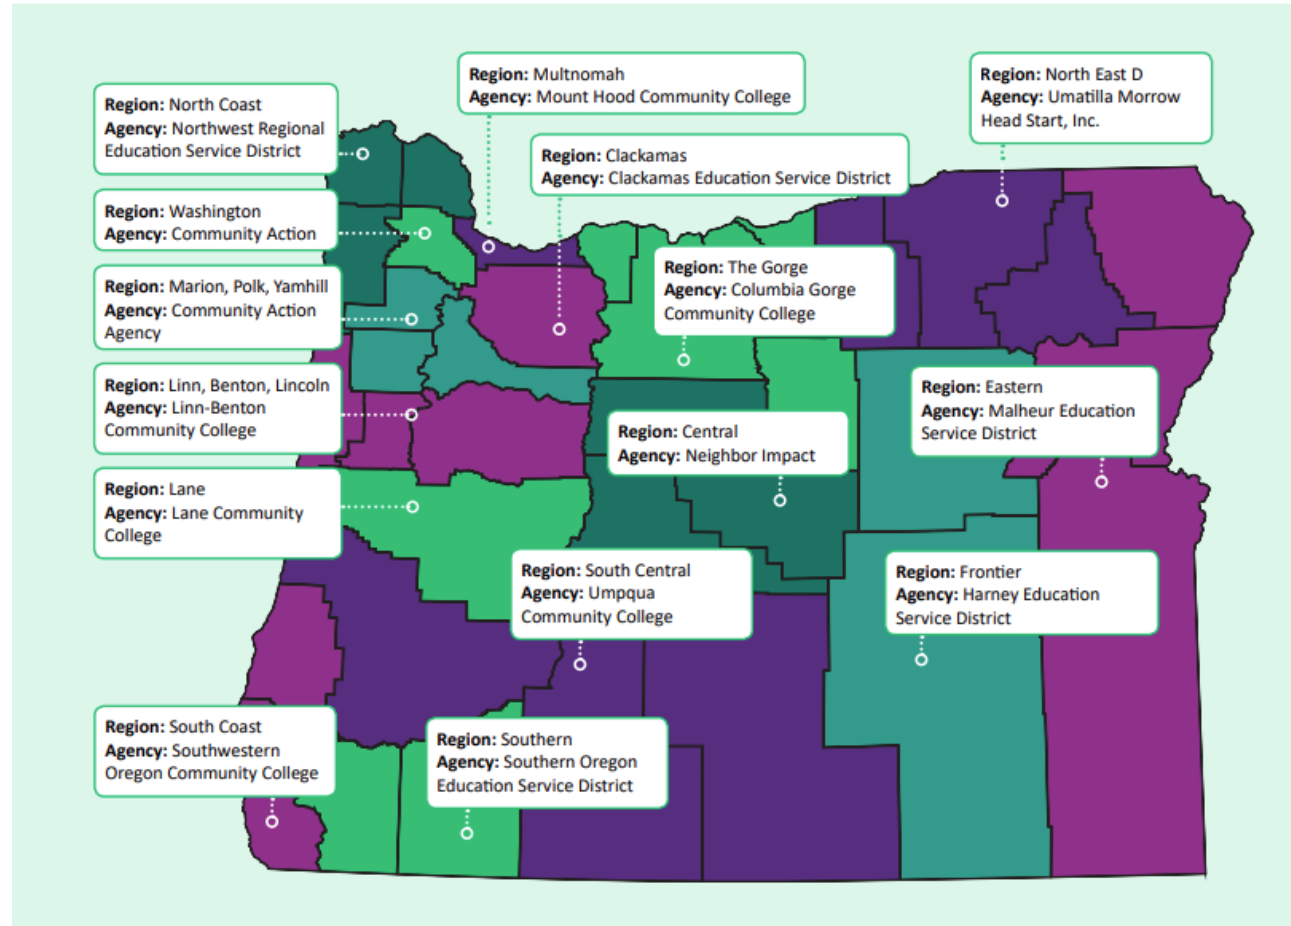 Region: Multnomah
Agency: Mount Hood Community College
Region: North East D
Agency: Umatilla Morrow
Head Start, Inc.
Region: North Coast
Agency: Northwest Regional
Education Service District
Region: Clackamas
Agency: Clackamas Education Service District
Region: Washington
Agency: Community Action
Region: The Gorge
Agency: Columbia Gorge
Community College
Region: Marion, Polk, Yamhill
Agency: Community Action
Agency
Region: Linn, Benton, Lincoln
Agency: Linn-Benton
Community College
Region: Eastern
Agency: Malheur Education
Service District
Region: Central
Agency: Neighbor Impact
Region: Lane
Agency: Lane Community
College
Region: South Central
Agency: Umpqua
Community College
Region: Frontier
Agency: Harney Education
Service District
Region: South Coast
Agency: Southwestern
Oregon Community College
Region: Southern
Agency: Southern Oregon
Education Service District